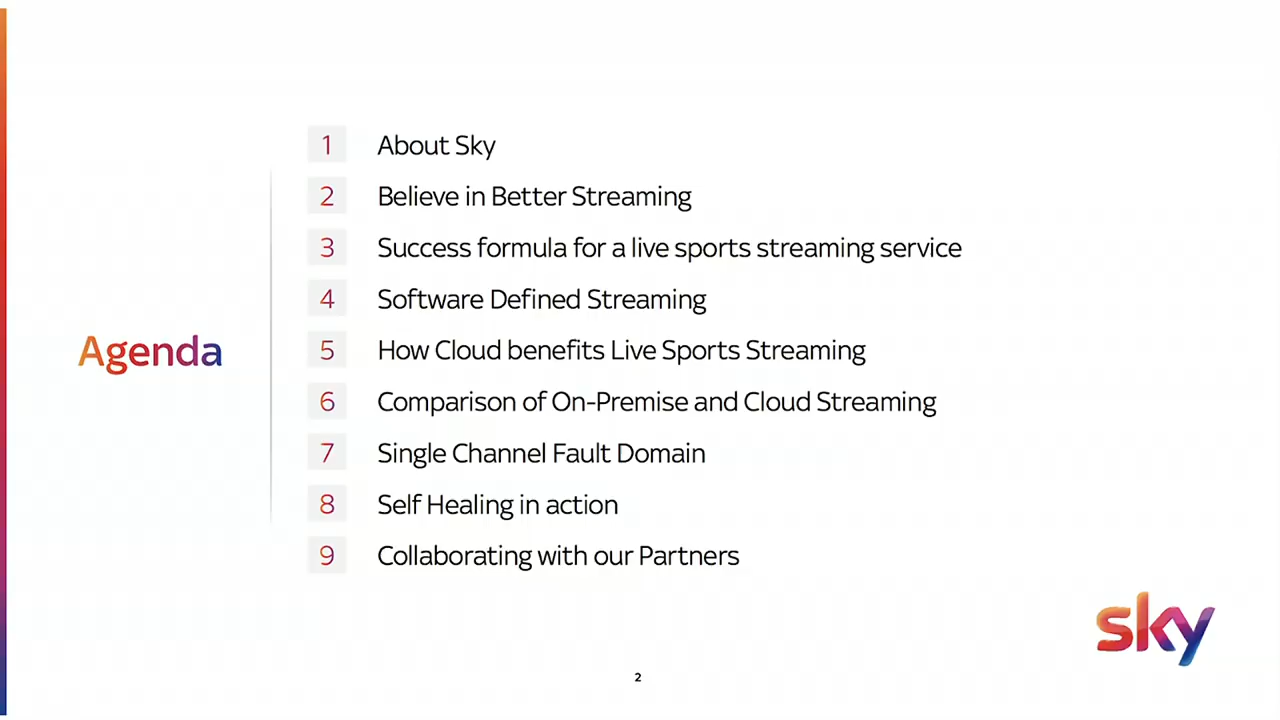 Agenda
1 About Sky
2 Believe in Better Streaming
3 Success formula for a live sports streaming service
4 Software Defined Streaming
5 How Cloud benefits Live Sports Streaming
6 Comparison of On-Premise and Cloud Streaming
7 Single Channel Fault Domain
8 Self Healing in action
9 Collaborating with our Partners
sky
2